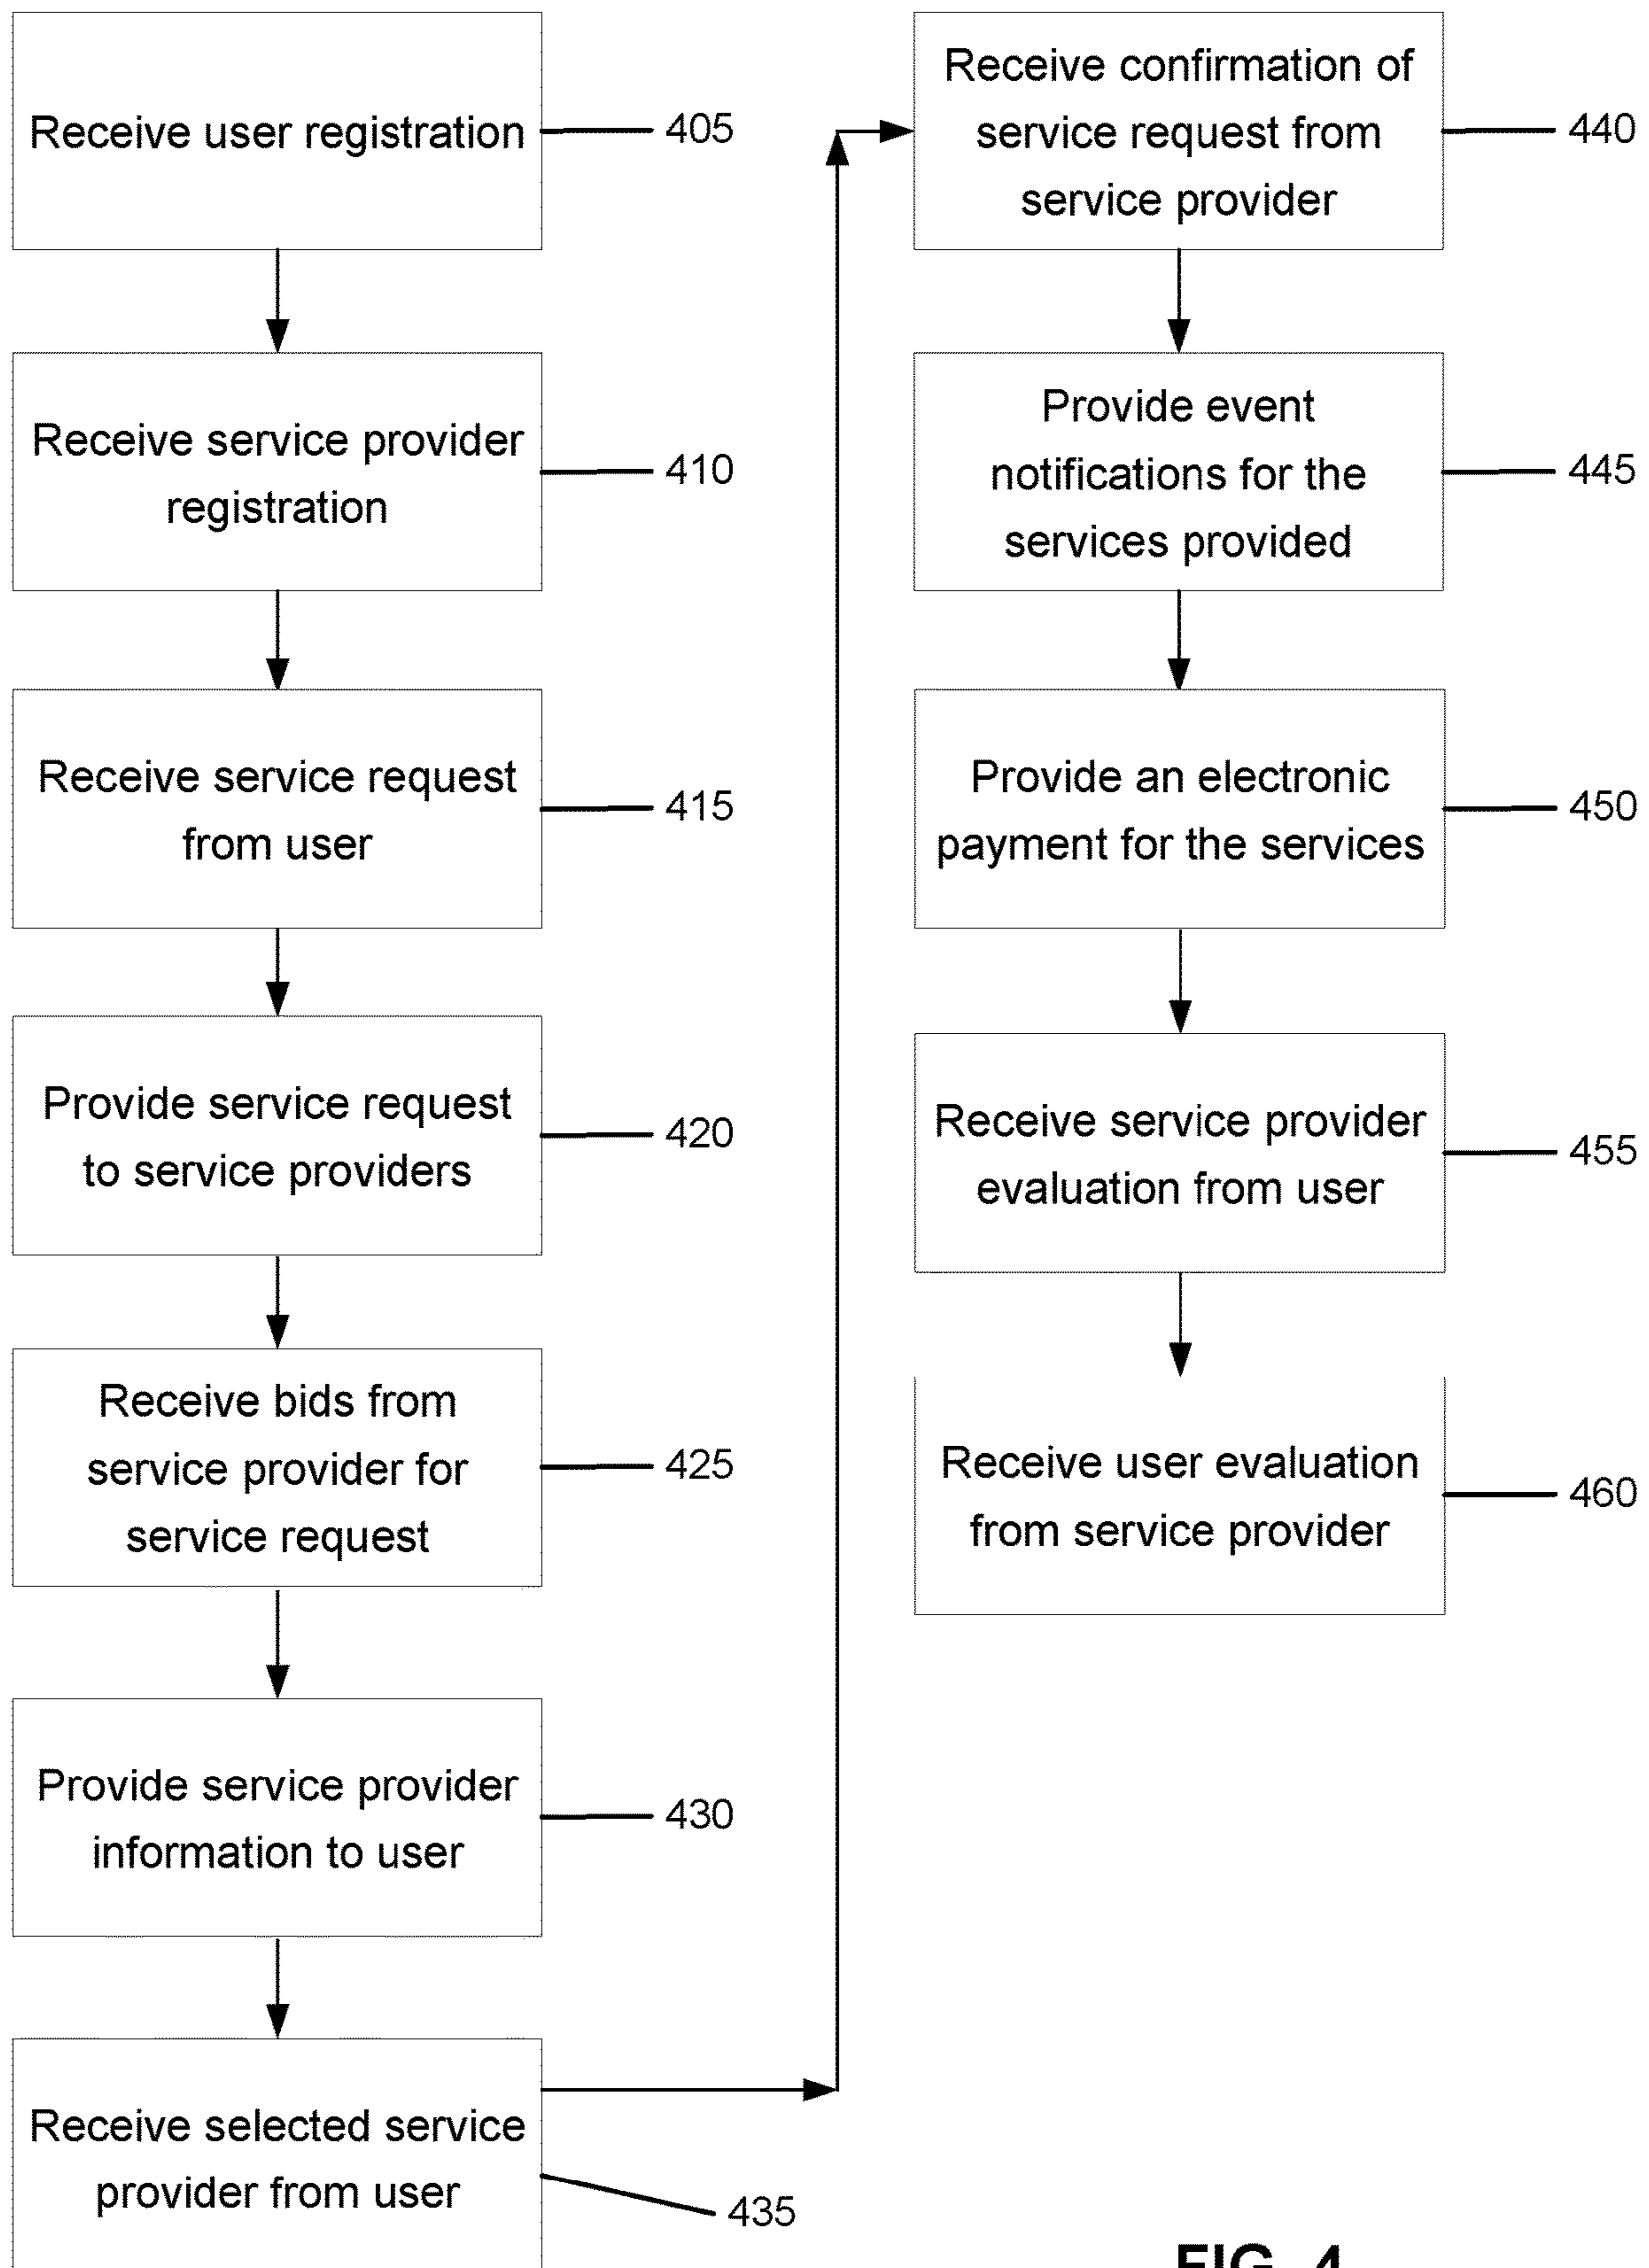 Receive user registration
405
Receive service provider
registration
410
Receive service request
from user
415
Provide service request
to service providers
420
Receive bids from
service provider for
service request
425
Provide service provider
information to user
430
Receive selected service
provider from user
435
Receive confirmation of
service request from
service provider
440
Provide event
notifications for the
services provided
445
Provide an electronic
payment for the services
450
Receive service provider
evaluation from user
455
Receive user evaluation
from service provider
460
FIG. 4